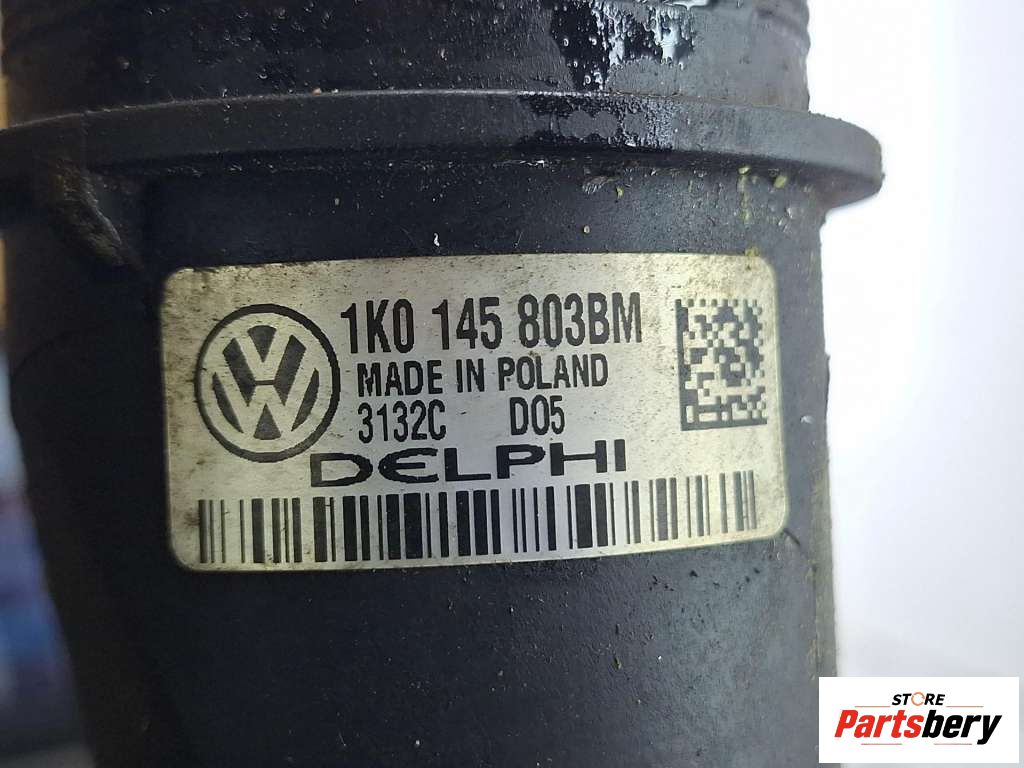 1K0 145 803BM
MADE IN POLAND
3132C D05
DELPHI
STORE
Partsbery